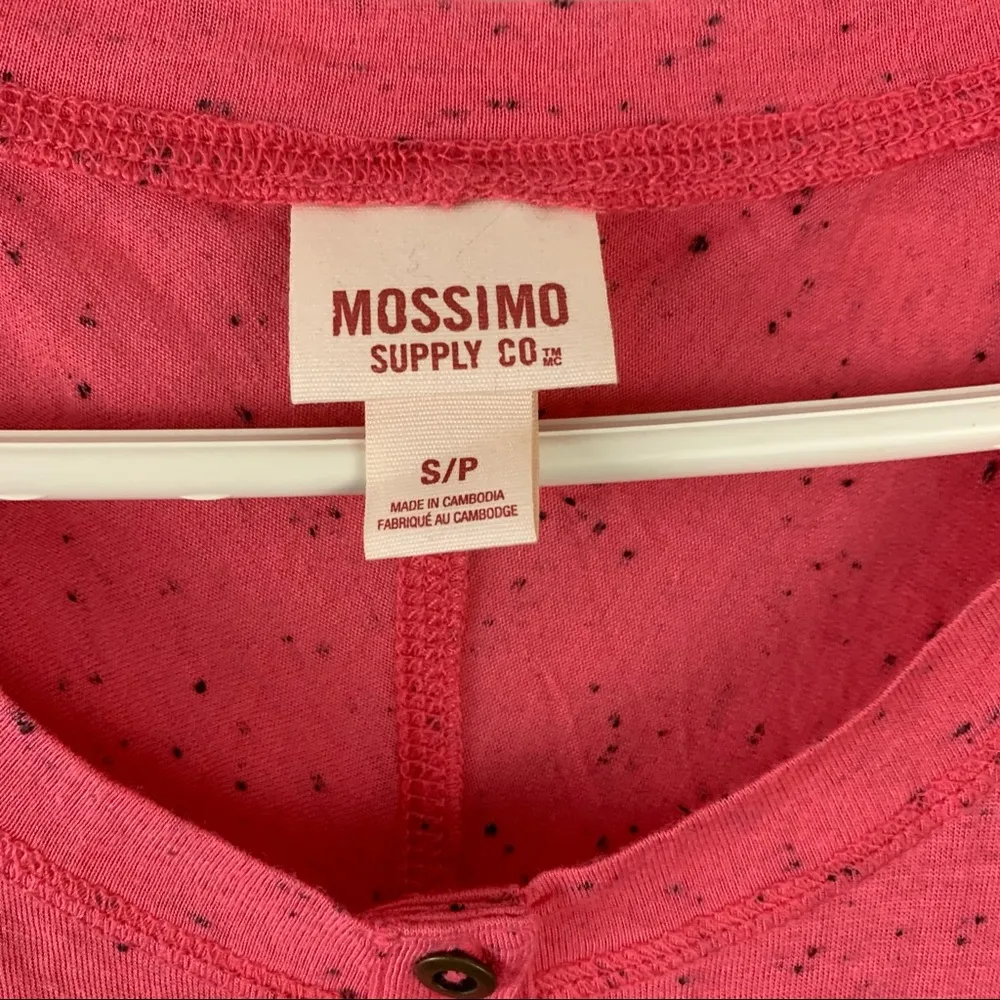 MOSSIMO
SUPPLY CO ™ MC
S/P
MADE IN CAMBODIA
FABRIQUÉ AU CAMBODGE